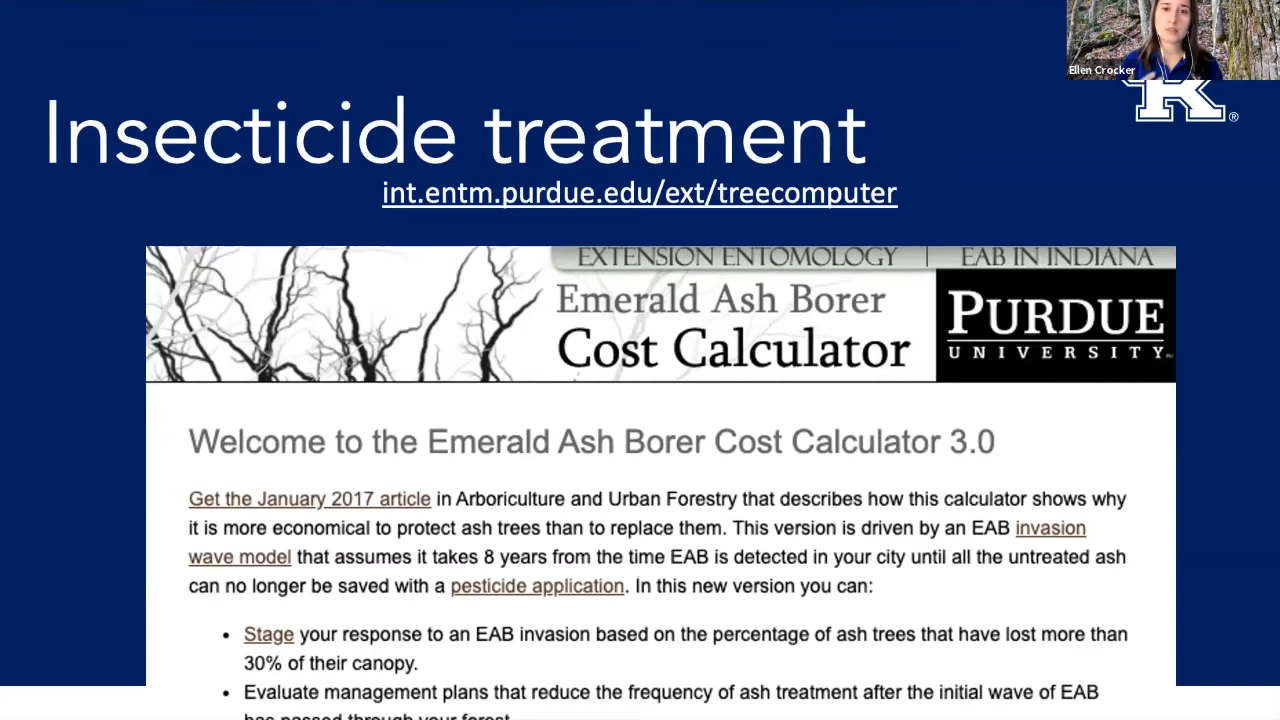 Ellen Crocker
K®
Insecticide treatment
int.entm.purdue.edu/ext/treecomputer
EXTENSION ENTOMOLOGY | EAB IN INDIANA
Emerald Ash Borer
Cost Calculator
PURDUE
UNIVERSITY
Welcome to the Emerald Ash Borer Cost Calculator 3.0
Get the January 2017 article in Arboriculture and Urban Forestry that describes how this calculator shows why
it is more economical to protect ash trees than to replace them. This version is driven by an EAB invasion
wave model that assumes it takes 8 years from the time EAB is detected in your city until all the untreated ash
can no longer be saved with a pesticide application. In this new version you can:
• Stage your response to an EAB invasion based on the percentage of ash trees that have lost more than
30% of their canopy.
• Evaluate management plans that reduce the frequency of ash treatment after the initial wave of EAB
has passed through your forest.